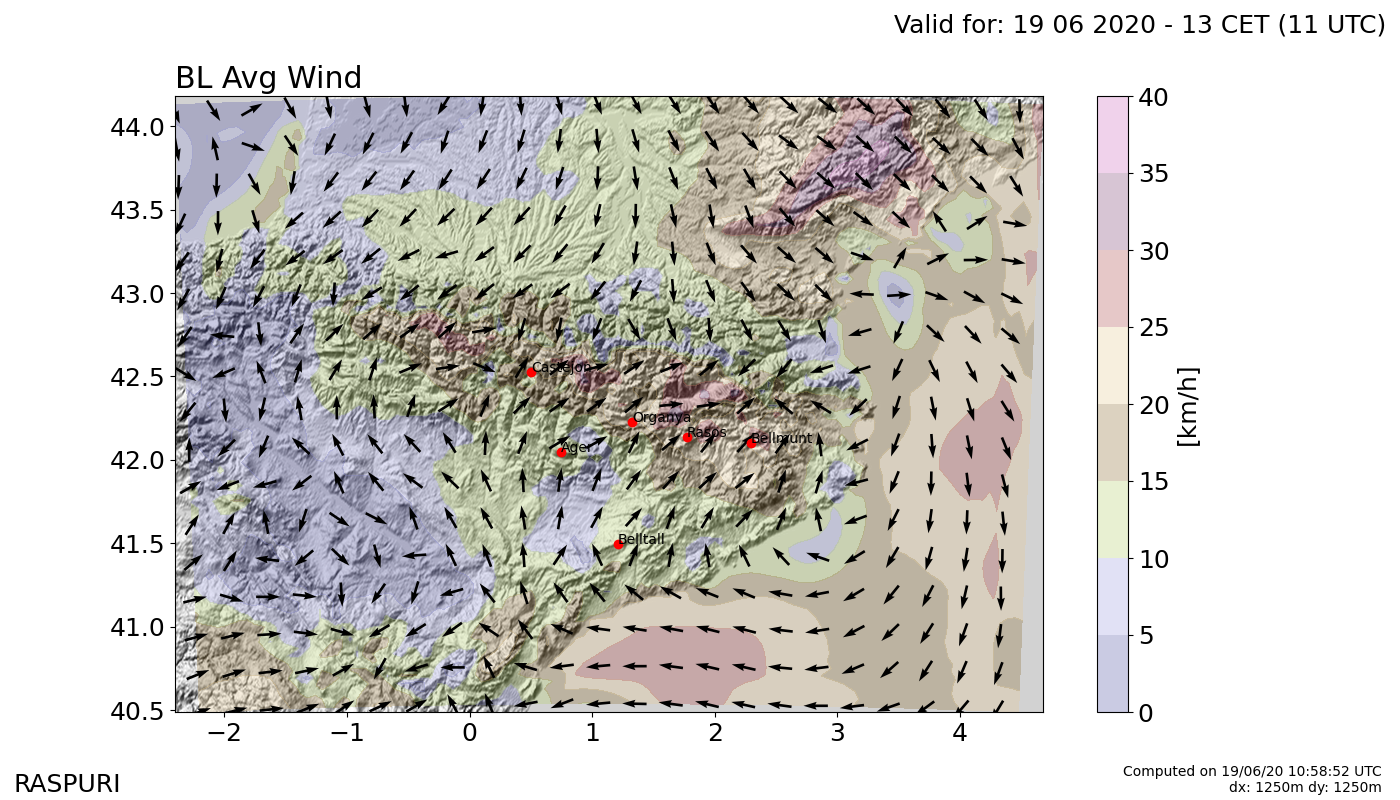 Valid for: 19 06 2020 - 13 CET (11 UTC)
BL Avg Wind
44.0
43.5
43.0
42.5
42.0
41.5
41.0
40.5
−2
−1
0
1
2
3
4
Castejon
Organya
Rasos
Bellmunt
Ager
Belltall
40
35
30
25
20
15
10
5
0
[km/h]
RASPURI
Computed on 19/06/20 10:58:52 UTC
dx: 1250m dy: 1250m